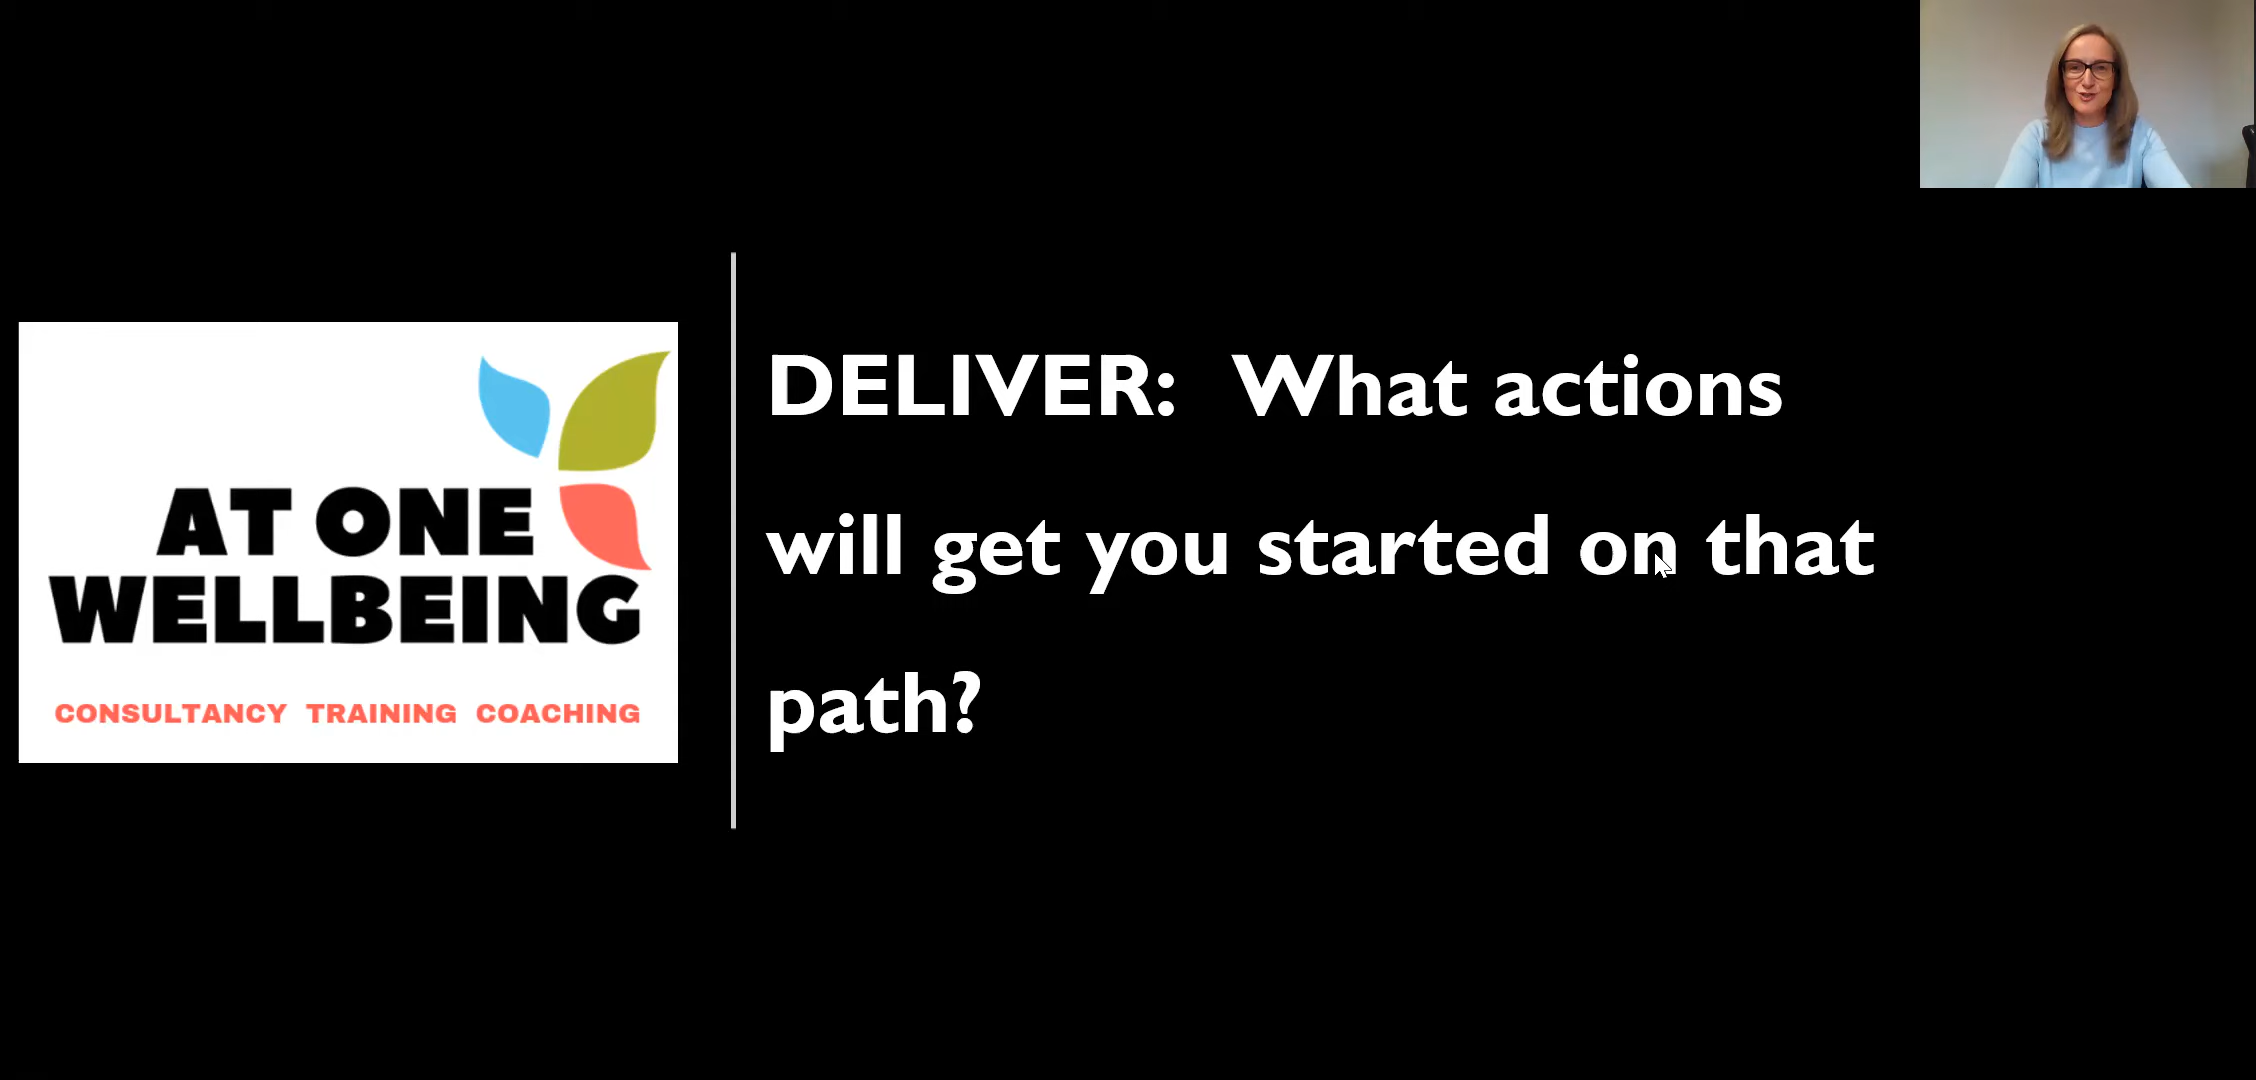 AT ONE
WELLBEING
CONSULTANCY TRAINING COACHING
DELIVER: What actions
will get you started on that
path?